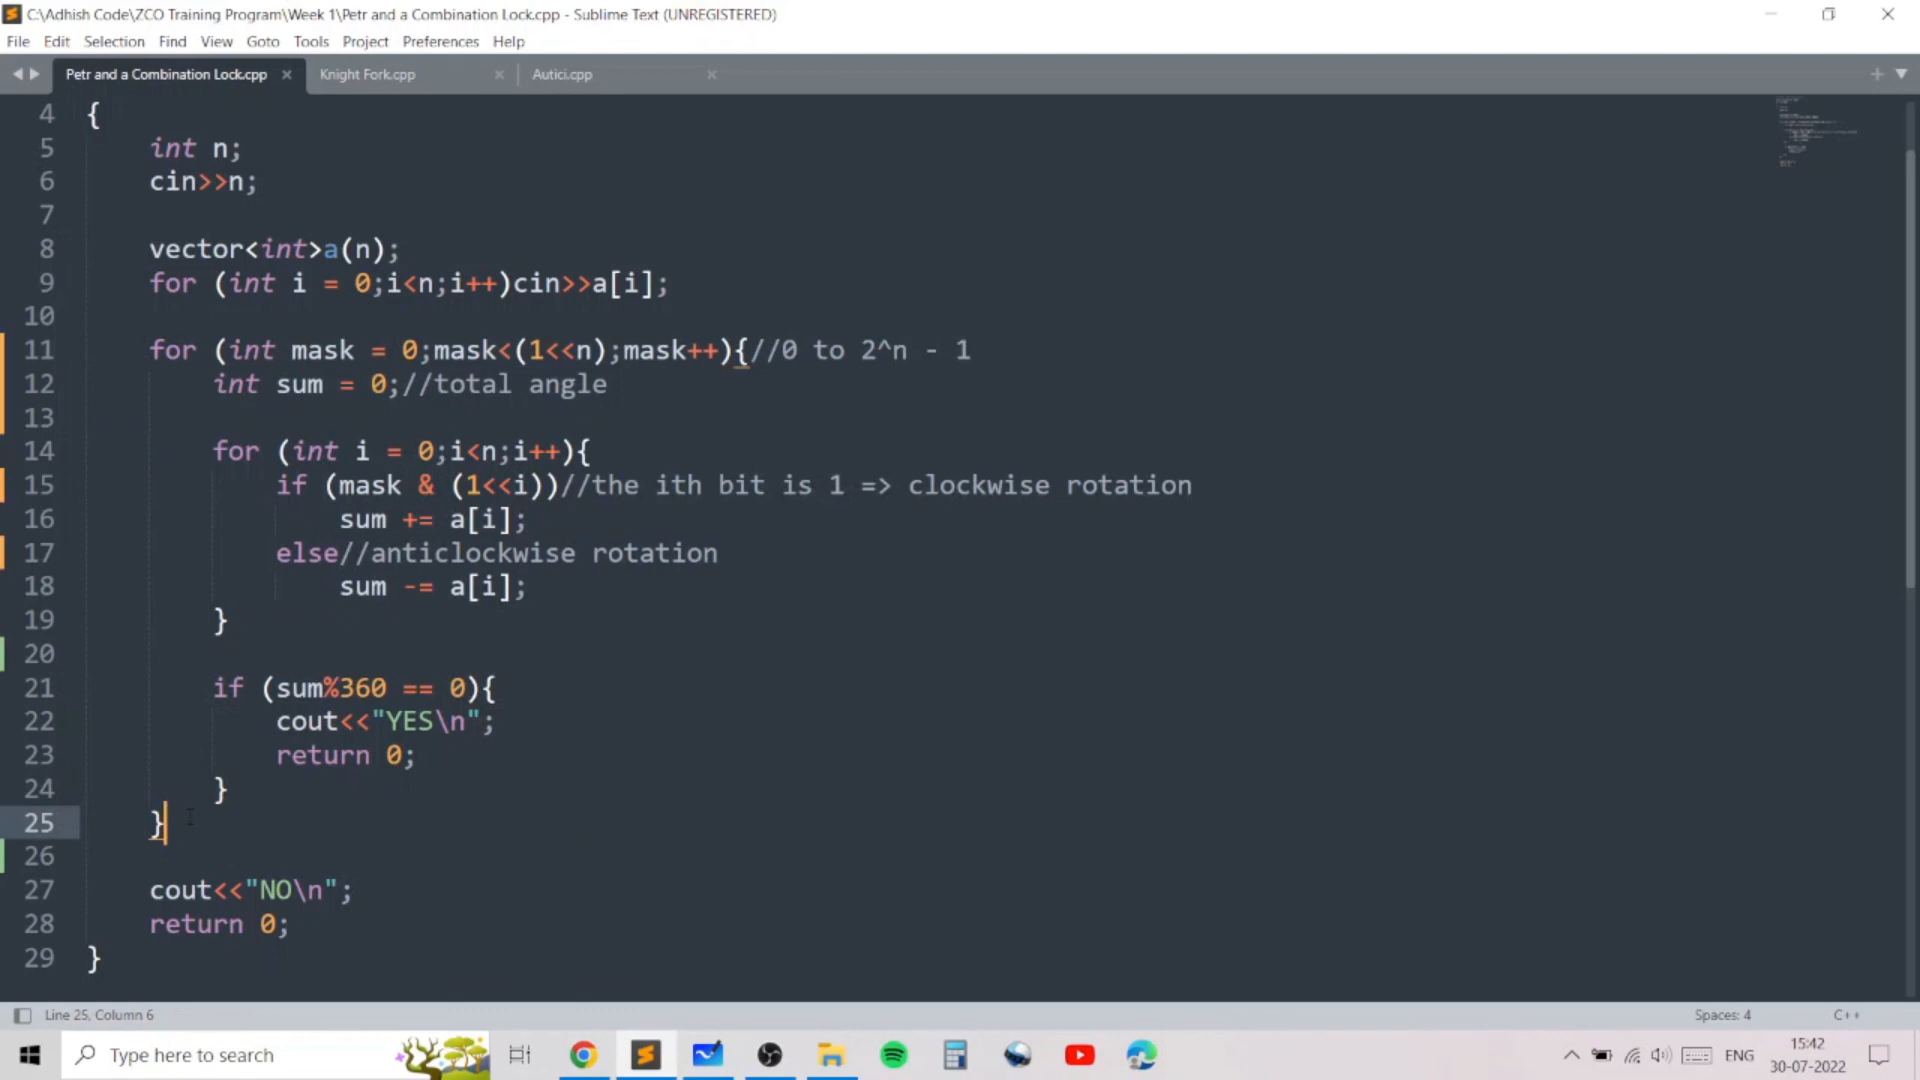 C:\Adhish Code\ZCO Training Program\Week 1\Petr and a Combination Lock.cpp - Sublime Text (UNREGISTERED)
File Edit Selection Find View Goto Tools Project Preferences Help
Petr and a Combination Lock.cpp Knight Fork.cpp Autici.cpp
4 {
5 int n;
6 cin>>n;
7
8 vector<int>a(n);
9 for (int i = 0;i<n;i++)cin>>a[i];
10
11 for (int mask = 0;mask<(1<<n);mask++){//0 to 2^n - 1
12 int sum = 0;//total angle
13
14 for (int i = 0;i<n;i++){
15 if (mask & (1<<i))//the ith bit is 1 => clockwise rotation
16 sum += a[i];
17 else//anticlockwise rotation
18 sum -= a[i];
19 }
20
21 if (sum%360 == 0){
22 cout<<"YES\n";
23 return 0;
24 }
25 }
26
27 cout<<"NO\n";
28 return 0;
29 }
Line 25, Column 6 Spaces: 4 C++
Type here to search ENG 15:42
30-07-2022